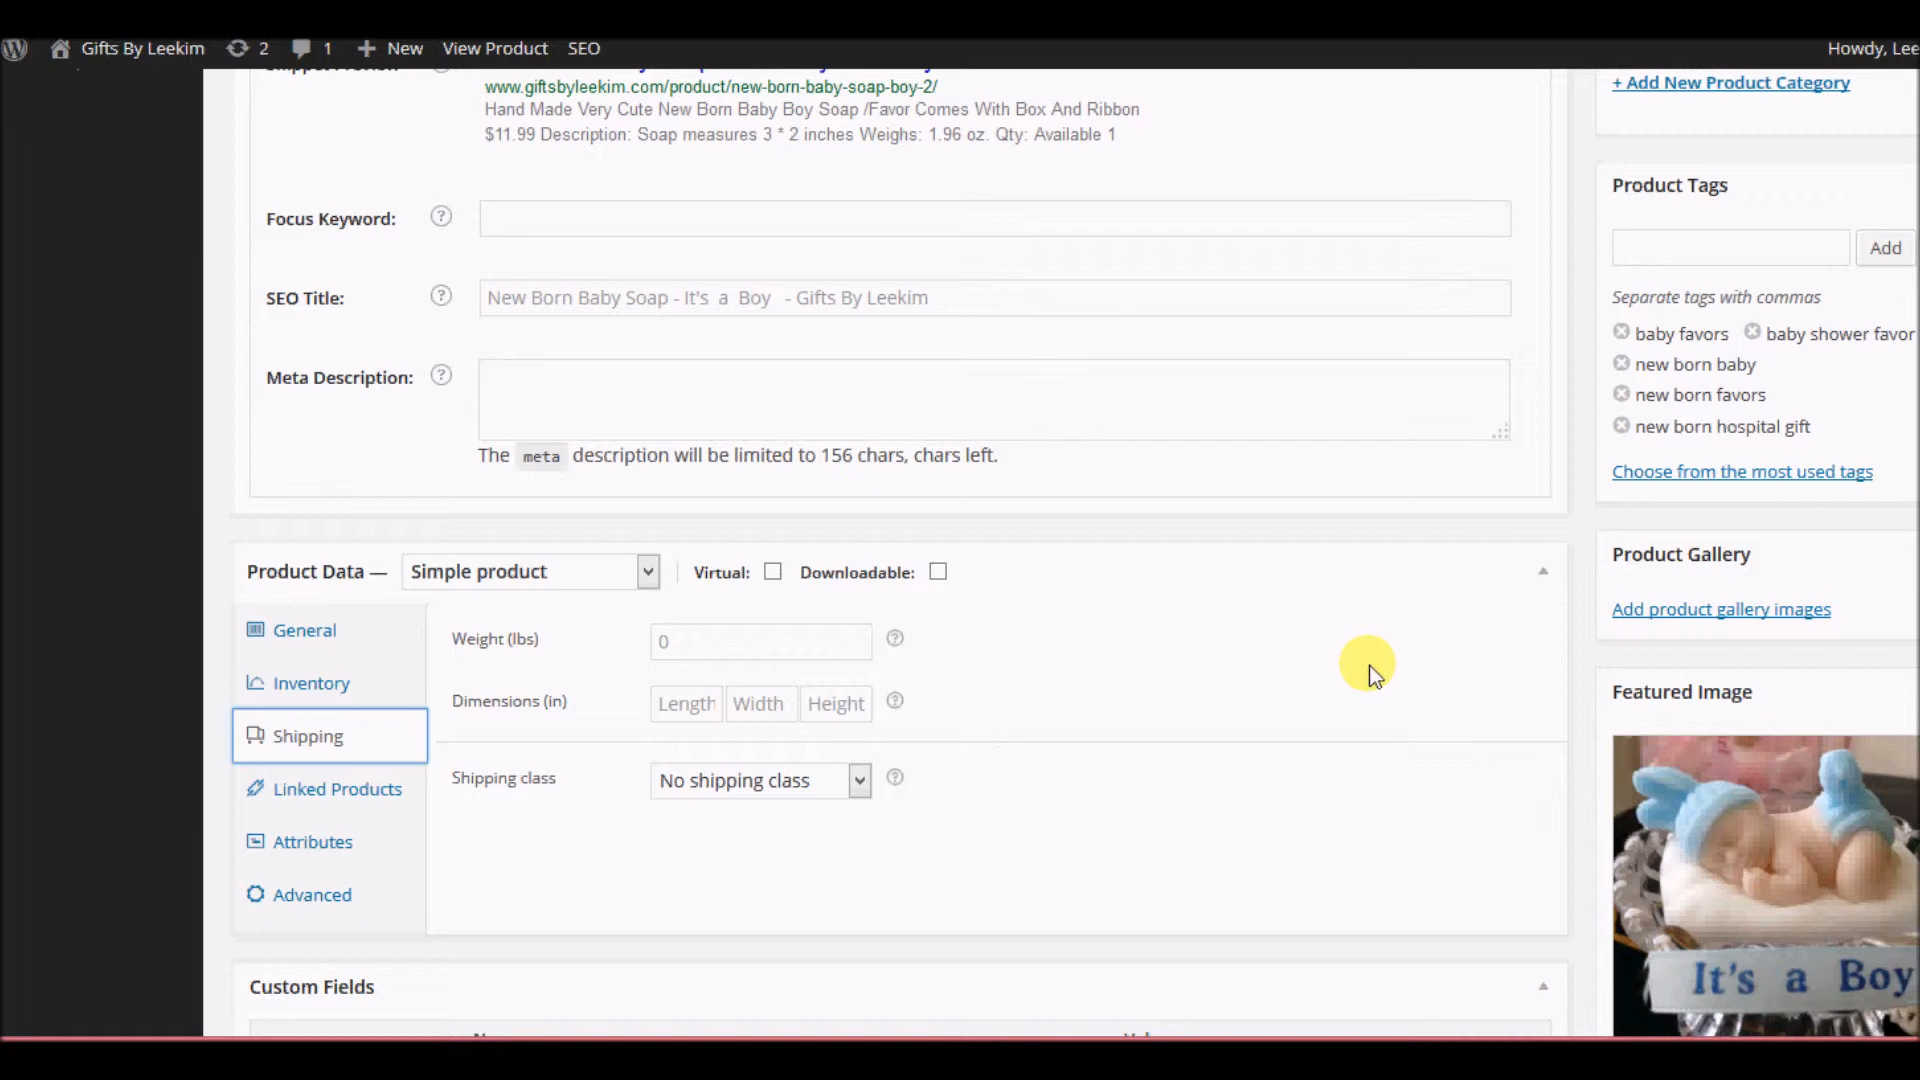 Gifts By Leekim 2 1 New View Product SEO Howdy, Lee
www.giftsbyleekim.com/product/new-born-baby-soap-boy-2/
Hand Made Very Cute New Born Baby Boy Soap /Favor Comes With Box And Ribbon
$11.99 Description: Soap measures 3 * 2 inches Weighs: 1.96 oz. Qty: Available 1
Focus Keyword:
SEO Title: New Born Baby Soap - It's a Boy - Gifts By Leekim
Meta Description:
The meta description will be limited to 156 chars, chars left.
Product Data — Simple product Virtual: Downloadable:
General
Inventory
Shipping
Linked Products
Attributes
Advanced
Weight (lbs) 0
Dimensions (in) Length Width Height
Shipping class No shipping class
Custom Fields
+ Add New Product Category
Product Tags
Add
Separate tags with commas
baby favors baby shower favor
new born baby
new born favors
new born hospital gift
Choose from the most used tags
Product Gallery
Add product gallery images
Featured Image
It's a Boy